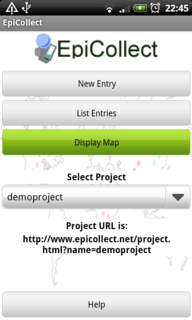 22:45
EpiCollect
EpiCollect
New Entry
List Entries
Display Map
Select Project
demoproject
Project URL is:
http://www.epicollect.net/project.
html?name=demoproject
Help